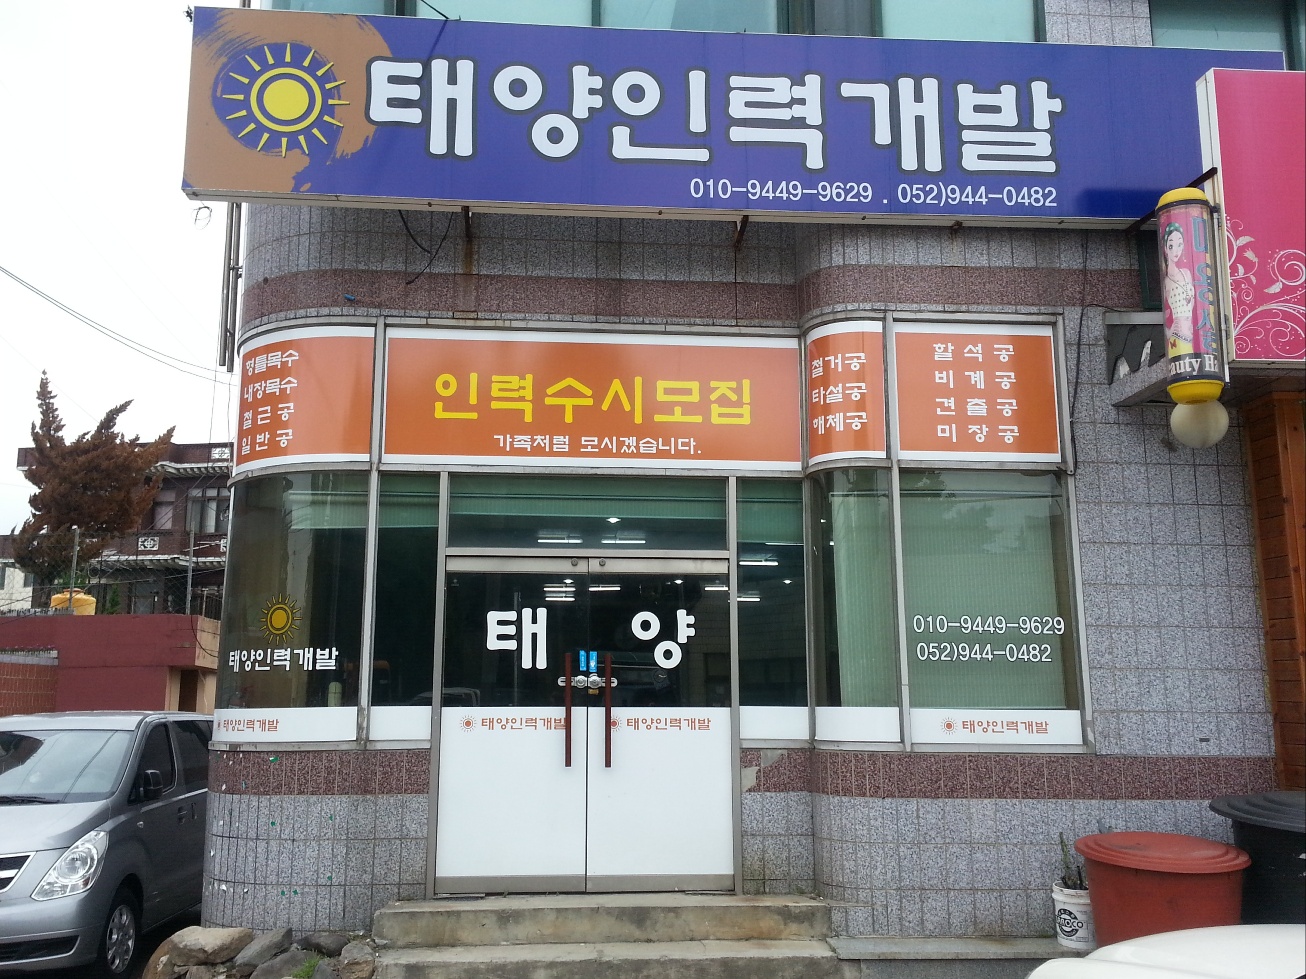 태양인력개발
010-9449-9629 . 052)944-0482
형틀목수
내장목수
철 근 공
일 반 공
인력수시모집
가족처럼 모시겠습니다.
철거공
타설공
해체공
할 석 공
비 계 공
견 출 공
미 장 공
태양
태양인력개발
010-9449-9629
052)944-0482
태양인력개발
태양인력개발
태양인력개발
태양인력개발